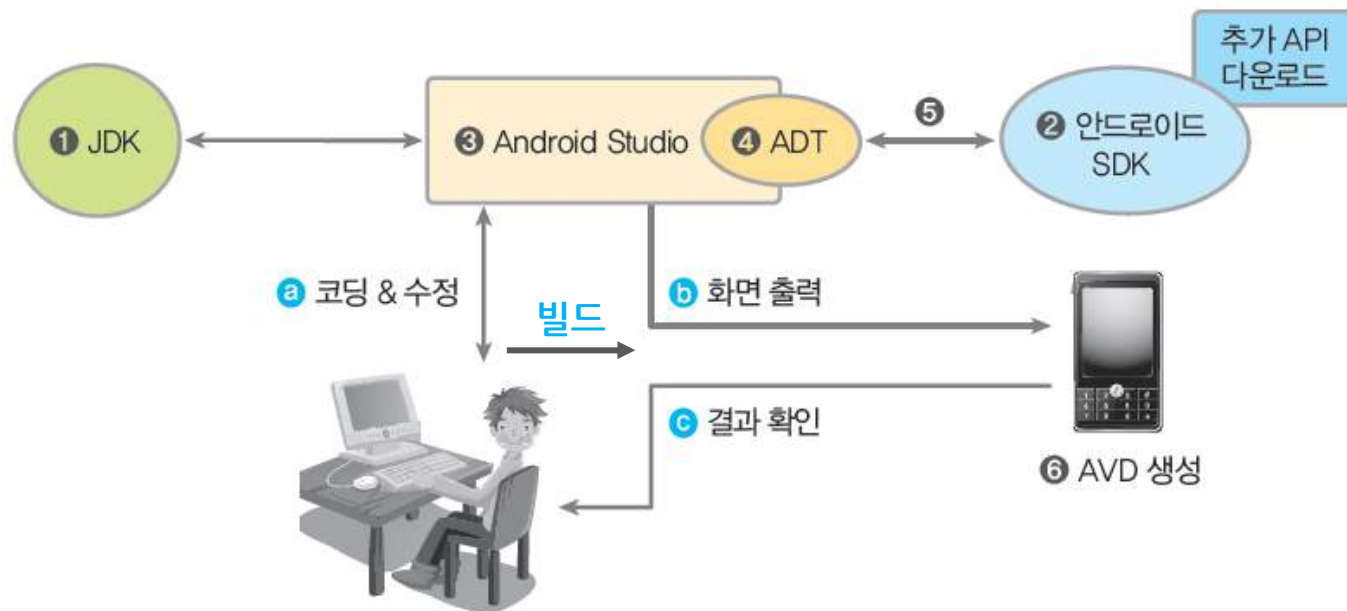 추가 API
다운로드
❶ JDK
❸ Android Studio
❹ ADT
❺
❷ 안드로이드
SDK
ⓐ 코딩 & 수정
빌드
ⓑ 화면 출력
ⓒ 결과 확인
❻ AVD 생성